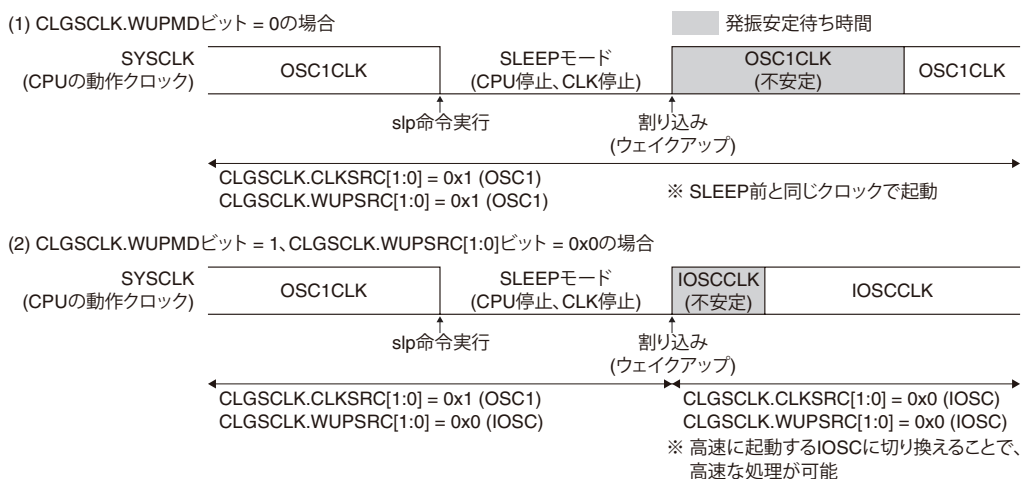 (1) CLGSCLK.WUPMDビット = 0の場合
発振安定待ち時間
SYSCLK
(CPUの動作クロック)
OSC1CLK
SLEEPモード
(CPU停止、CLK停止)
OSC1CLK
(不安定)
OSC1CLK
slp命令実行
割り込み
(ウェイクアップ)
CLGSCLK.CLKSRC[1:0] = 0x1 (OSC1)
CLGSCLK.WUPSRC[1:0] = 0x1 (OSC1)
※ SLEEP前と同じクロックで起動
(2) CLGSCLK.WUPMDビット = 1、CLGSCLK.WUPSRC[1:0]ビット = 0x0の場合
SYSCLK
(CPUの動作クロック)
OSC1CLK
SLEEPモード
(CPU停止、CLK停止)
IOSCCLK
(不安定)
IOSCCLK
slp命令実行
割り込み
(ウェイクアップ)
CLGSCLK.CLKSRC[1:0] = 0x1 (OSC1)
CLGSCLK.WUPSRC[1:0] = 0x0 (IOSC)
CLGSCLK.CLKSRC[1:0] = 0x0 (IOSC)
CLGSCLK.WUPSRC[1:0] = 0x0 (IOSC)
※ 高速に起動するIOSCに切り換えることで、
高速な処理が可能